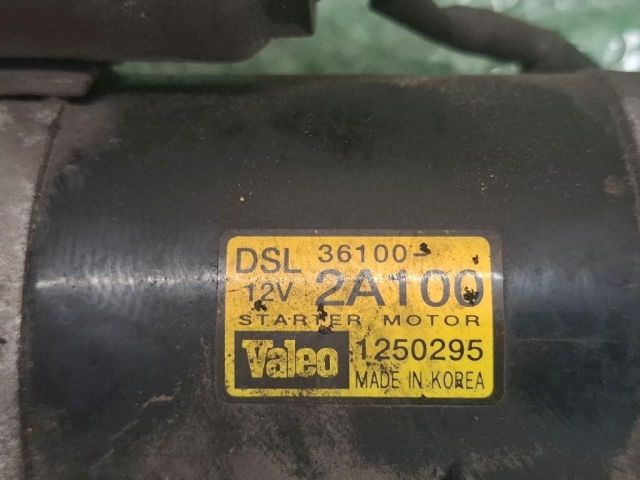 DSL 36100-
12V 2A100
STARTER MOTOR
Valeo 1250295
MADE IN KOREA